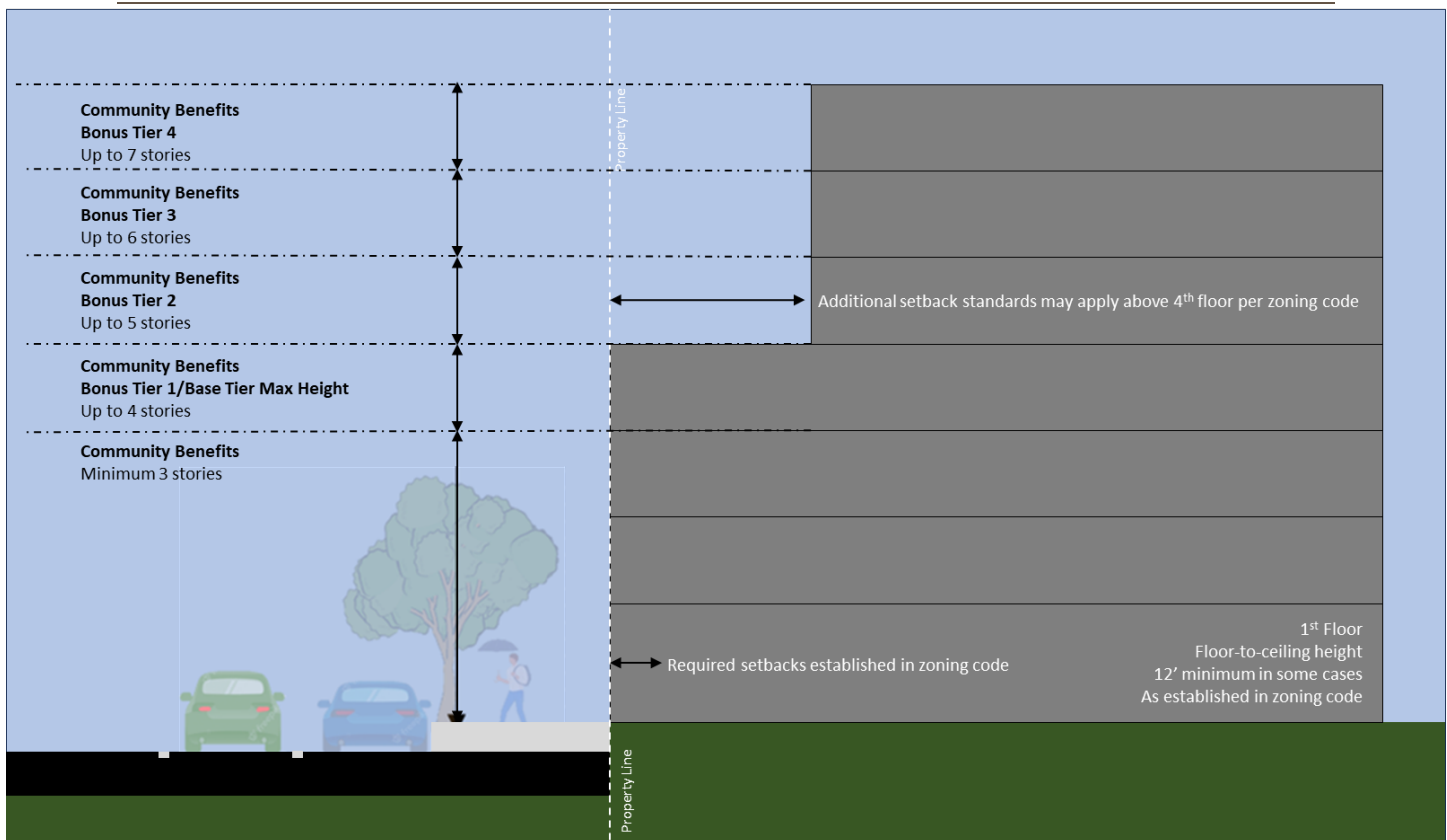 Community Benefits
Bonus Tier 4
Up to 7 stories
Property Line
Community Benefits
Bonus Tier 3
Up to 6 stories
Community Benefits
Bonus Tier 2
Up to 5 stories
Additional setback standards may apply above 4th floor per zoning code
Community Benefits
Bonus Tier 1/Base Tier Max Height
Up to 4 stories
Community Benefits
Minimum 3 stories
Required setbacks established in zoning code
1st Floor
Floor-to-ceiling height
12’ minimum in some cases
As established in zoning code
Property Line